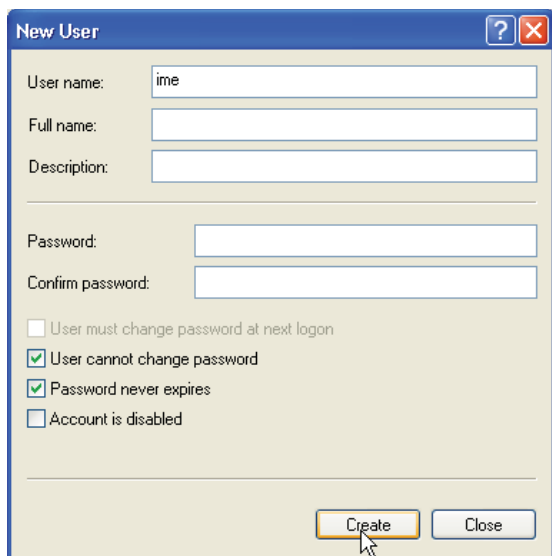 New User
User name: ime
Full name:
Description:
Password:
Confirm password:
User must change password at next logon
User cannot change password
Password never expires
Account is disabled
Create Close